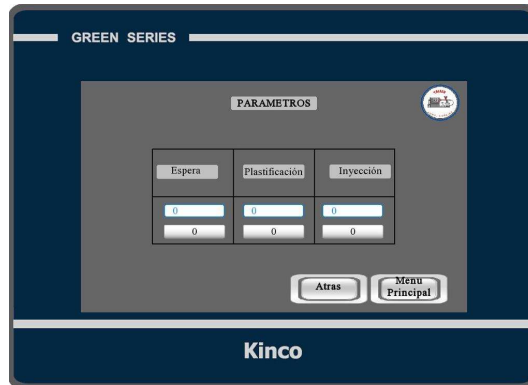 GREEN SERIES
PARAMETROS
Espera Plastificación Inyección
0 0 0
0 0 0
Atras
Menu
Principal
Kinco